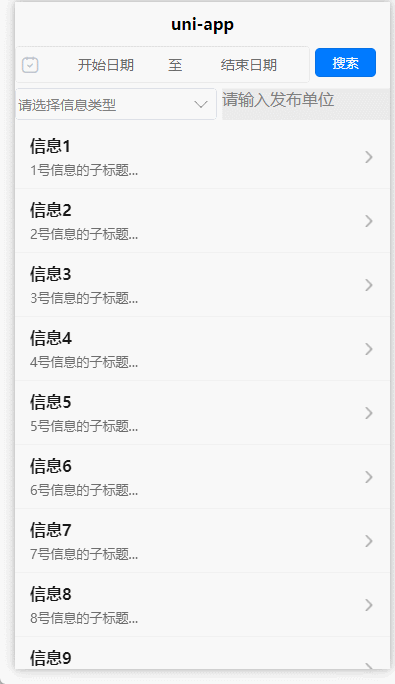 uni-app
开始日期 至 结束日期 搜索
请选择信息类型 请输入发布单位
信息1
1号信息的子标题...
信息2
2号信息的子标题...
信息3
3号信息的子标题...
信息4
4号信息的子标题...
信息5
5号信息的子标题...
信息6
6号信息的子标题...
信息7
7号信息的子标题...
信息8
8号信息的子标题...
信息9